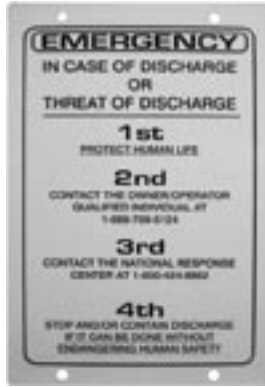 EMERGENCY
IN CASE OF DISCHARGE
OR
THREAT OF DISCHARGE
1st
PROTECT HUMAN LIFE
2nd
CONTACT THE OWNER/OPERATOR
QUALIFIED INDIVIDUAL AT
3rd
CONTACT THE NATIONAL RESPONSE
CENTER AT 1-800-424-8802
4th
STOP AND/OR CONTAIN DISCHARGE
IF IT CAN BE DONE WITHOUT
ENDANGERING HUMAN SAFETY